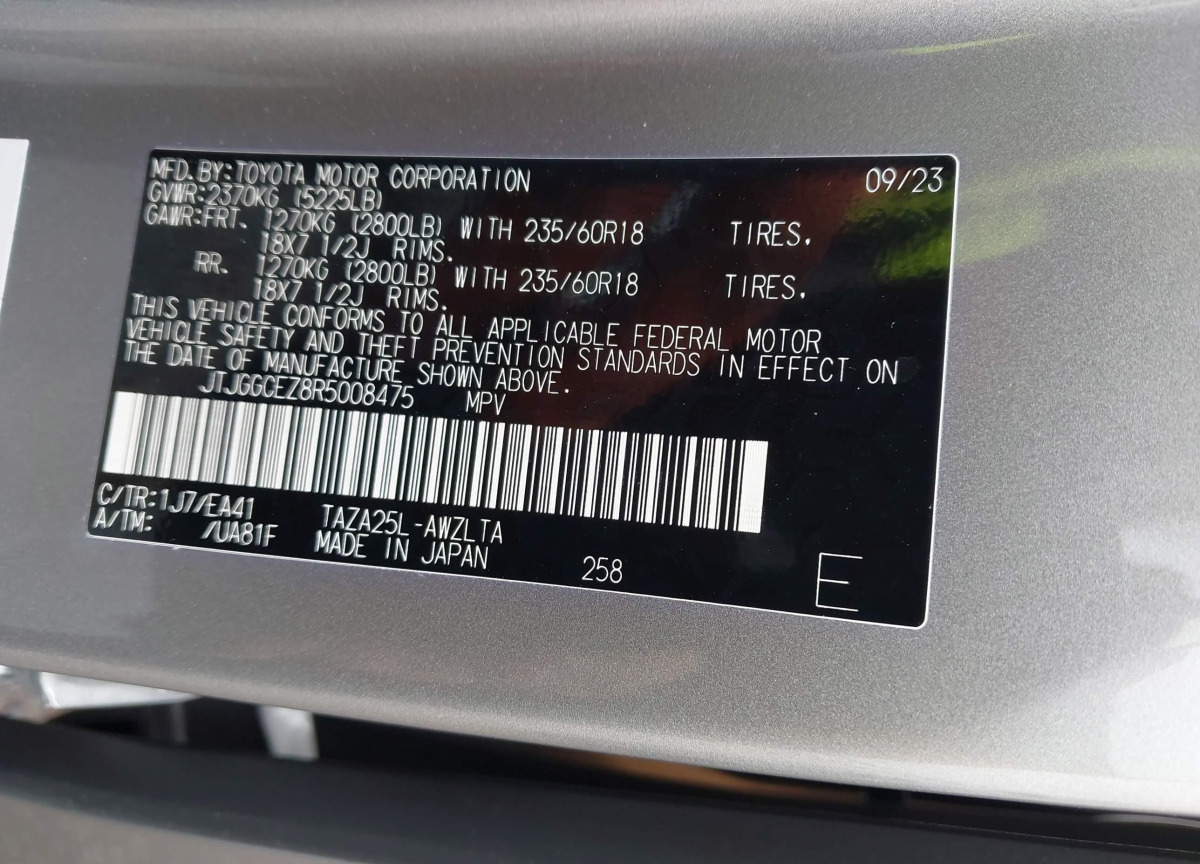 MFD. BY:TOYOTA MOTOR CORPORATION 09/23
GVWR:2370KG (5225LB)
GAWR:FRT. 1270KG (2800LB) WITH 235/60R18 TIRES,
18X7 1/2J RIMS.
RR. 1270KG (2800LB) WITH 235/60R18 TIRES,
18X7 1/2J RIMS.
THIS VEHICLE CONFORMS TO ALL APPLICABLE FEDERAL MOTOR
VEHICLE SAFETY AND THEFT PREVENTION STANDARDS IN EFFECT ON
THE DATE OF MANUFACTURE SHOWN ABOVE.
JTJGGCEZ8R5008475 MPV
C/TR:1J7/EA41 TAZA25L-AWZLTA
A/TM: /UA81F MADE IN JAPAN 258 E